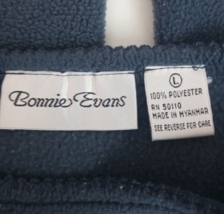 Bonnie Evans
L
100% POLYESTER
RN 50110
MADE IN MYANMAR
SEE REVERSE FOR CARE